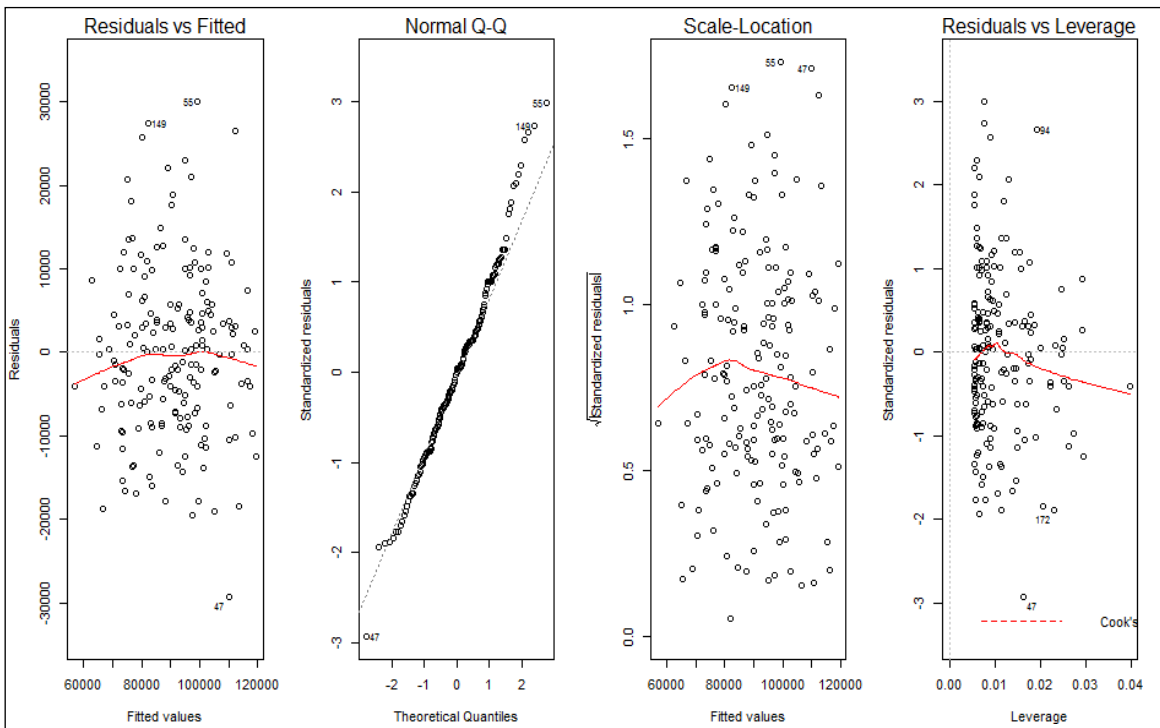 Residuals vs Fitted
30000
20000
10000
0
-10000
-20000
-30000
Residuals
55
149
47
60000 80000 100000 120000
Fitted values
Normal Q-Q
3
2
1
0
-1
-2
-3
Standardized residuals
55
149
47
-2 -1 0 1 2
Theoretical Quantiles
Scale-Location
1.5
1.0
0.5
0.0
√|Standardized residuals|
55
47
149
60000 80000 100000 120000
Fitted values
Residuals vs Leverage
3
2
1
0
-1
-2
-3
Standardized residuals
94
172
47
Cook's
0.00 0.01 0.02 0.03 0.04
Leverage